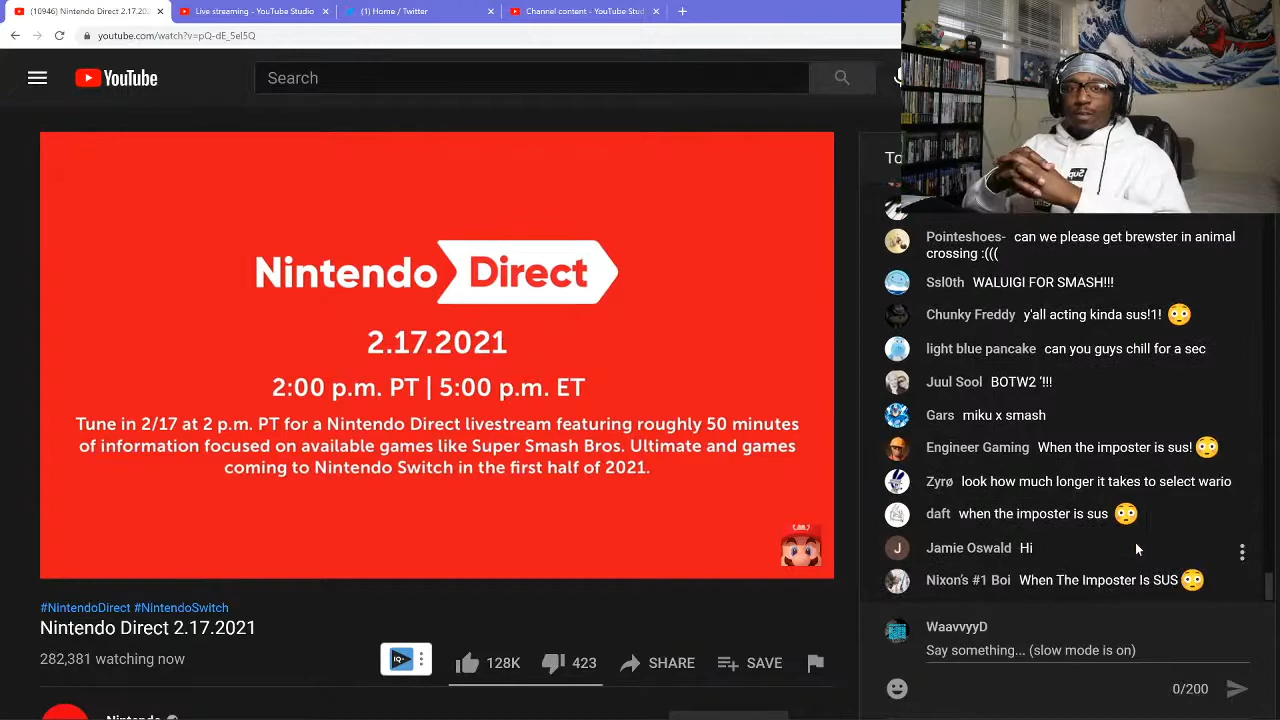 (10946) Nintendo Direct 2.17.202
Live streaming - YouTube Studio
(1) Home / Twitter
Channel content - YouTube Stud
youtube.com/watch?v=pQ-dE_5el5Q
YouTube
Search
Nintendo Direct
2.17.2021
2:00 p.m. PT | 5:00 p.m. ET
Tune in 2/17 at 2 p.m. PT for a Nintendo Direct livestream featuring roughly 50 minutes
of information focused on available games like Super Smash Bros. Ultimate and games
coming to Nintendo Switch in the first half of 2021.
#NintendoDirect #NintendoSwitch
Nintendo Direct 2.17.2021
282,381 watching now
IQ+
128K
423
SHARE
SAVE
Nintendo
To
Pointeshoes- can we please get brewster in animal
crossing :(((
Ssl0th WALUIGI FOR SMASH!!!
Chunky Freddy y'all acting kinda sus!1! 😳
light blue pancake can you guys chill for a sec
Juul Sool BOTW2 ‘!!!
Gars miku x smash
Engineer Gaming When the imposter is sus! 😳
Zyrø look how much longer it takes to select wario
daft when the imposter is sus 😳
J
Jamie Oswald Hi
Nixon's #1 Boi When The Imposter Is SUS 😳
WaavvyyD
Say something... (slow mode is on)
0/200